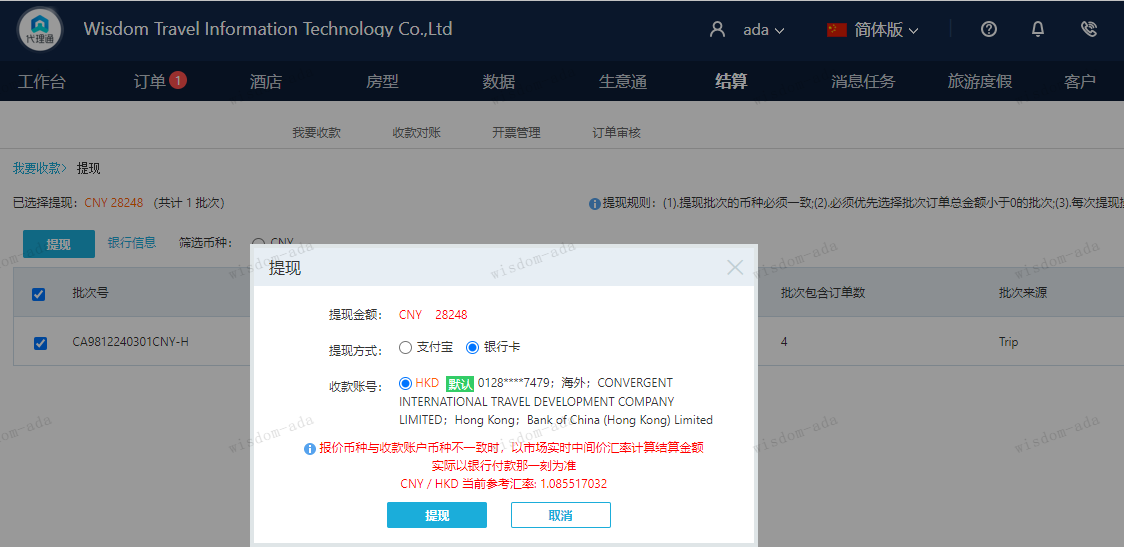 代理通
Wisdom Travel Information Technology Co.,Ltd
ada
简体版
工作台
订单 1
酒店
房型
数据
生意通
结算
消息任务
旅游度假
客户
我要收款
收款对账
开票管理
订单审核
我要收款> 提现
已选择提现: CNY 28248 (共计 1 批次)
提现规则: (1).提现批次的币种必须一致;(2).必须优先选择批次订单总金额小于0的批次;(3).每次提现
提现
银行信息
筛选币种:
CNY
批次号
批次包含订单数
批次来源
CA9812240301CNY-H
4
Trip
提现
提现金额: CNY 28248
提现方式: 支付宝 银行卡
收款账号: HKD 默认 0128****7479; 海外; CONVERGENT
INTERNATIONAL TRAVEL DEVELOPMENT COMPANY
LIMITED; Hong Kong; Bank of China (Hong Kong) Limited
报价币种与收款账户币种不一致时，以市场实时中间价汇率计算结算金额
实际以银行付款那一刻为准
CNY / HKD 当前参考汇率: 1.085517032
提现
取消
wisdom-ada
wisdom-ada
wisdom-ada
wisdom-ada
wisdom-ada
wisdom-ada